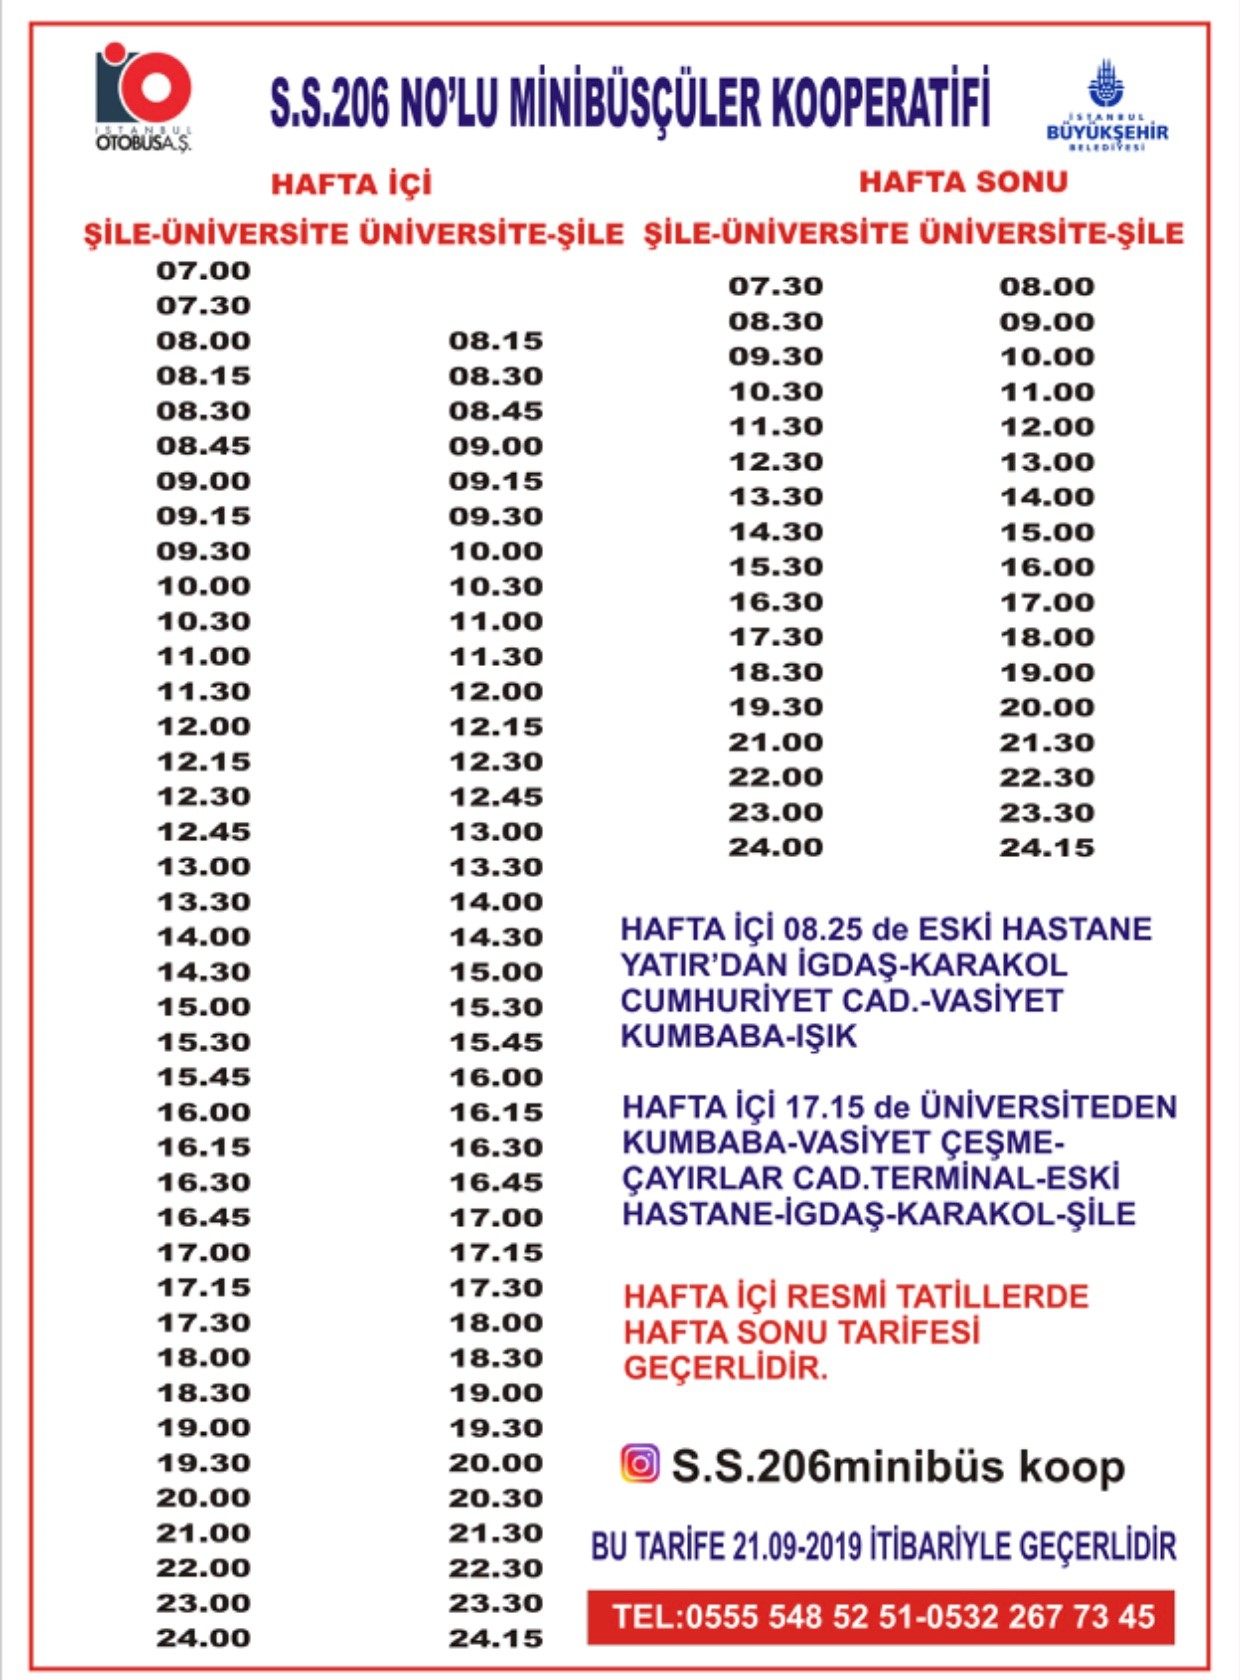 İSTANBUL
OTOBÜS A.Ş.
S.S.206 NO'LU MİNİBÜSÇÜLER KOOPERATİFİ
İSTANBUL
BÜYÜKŞEHİR
BELEDİYESİ
HAFTA İÇİ
ŞİLE-ÜNİVERSİTE ÜNİVERSİTE-ŞİLE
07.00
07.30
08.00 08.15
08.15 08.30
08.30 08.45
08.45 09.00
09.00 09.15
09.15 09.30
09.30 10.00
10.00 10.30
10.30 11.00
11.00 11.30
11.30 12.00
12.00 12.15
12.15 12.30
12.30 12.45
12.45 13.00
13.00 13.30
13.30 14.00
14.00 14.30
14.30 15.00
15.00 15.30
15.30 15.45
15.45 16.00
16.00 16.15
16.15 16.30
16.30 16.45
16.45 17.00
17.00 17.15
17.15 17.30
17.30 18.00
18.00 18.30
18.30 19.00
19.00 19.30
19.30 20.00
20.00 20.30
21.00 21.30
22.00 22.30
23.00 23.30
24.00 24.15
HAFTA SONU
ŞİLE-ÜNİVERSİTE ÜNİVERSİTE-ŞİLE
07.30 08.00
08.30 09.00
09.30 10.00
10.30 11.00
11.30 12.00
12.30 13.00
13.30 14.00
14.30 15.00
15.30 16.00
16.30 17.00
17.30 18.00
18.30 19.00
19.30 20.00
21.00 21.30
22.00 22.30
23.00 23.30
24.00 24.15
HAFTA İÇİ 08.25 de ESKİ HASTANE
YATIR'DAN İGDAŞ-KARAKOL
CUMHURİYET CAD.-VASİYET
KUMBABA-IŞIK
HAFTA İÇİ 17.15 de ÜNİVERSİTEDEN
KUMBABA-VASİYET ÇEŞME-
ÇAYIRLAR CAD.TERMİNAL-ESKİ
HASTANE-İGDAŞ-KARAKOL-ŞİLE
HAFTA İÇİ RESMİ TATİLLERDE
HAFTA SONU TARİFESİ
GEÇERLİDİR.
S.S.206minibüs koop
BU TARİFE 21.09-2019 İTİBARİYLE GEÇERLİDİR
TEL:0555 548 52 51-0532 267 73 45